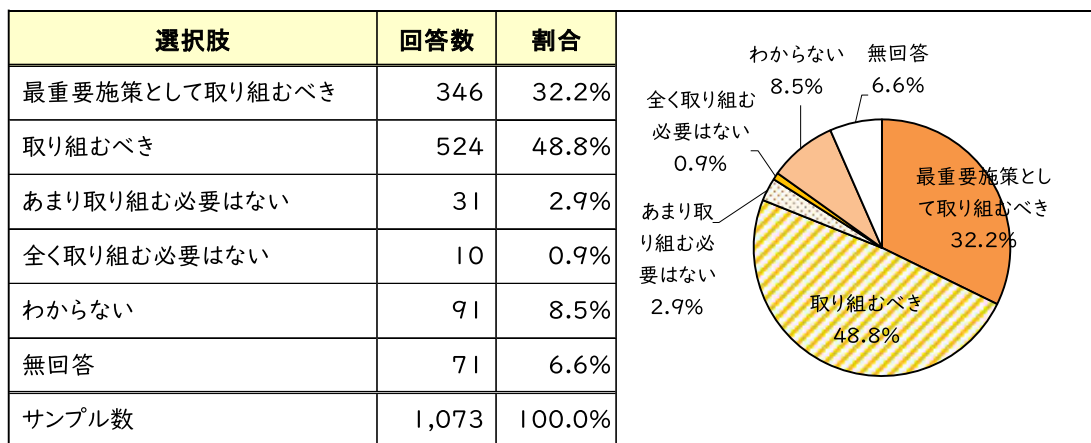 選択肢 回答数 割合
最重要施策として取り組むべき 346 32.2%
取り組むべき 524 48.8%
あまり取り組む必要はない 31 2.9%
全く取り組む必要はない 10 0.9%
わからない 91 8.5%
無回答 71 6.6%
サンプル数 1,073 100.0%
わからない
8.5%
無回答
6.6%
全く取り組む
必要はない
0.9%
あまり取
り組む必
要はない
2.9%
最重要施策とし
て取り組むべき
32.2%
取り組むべき
48.8%